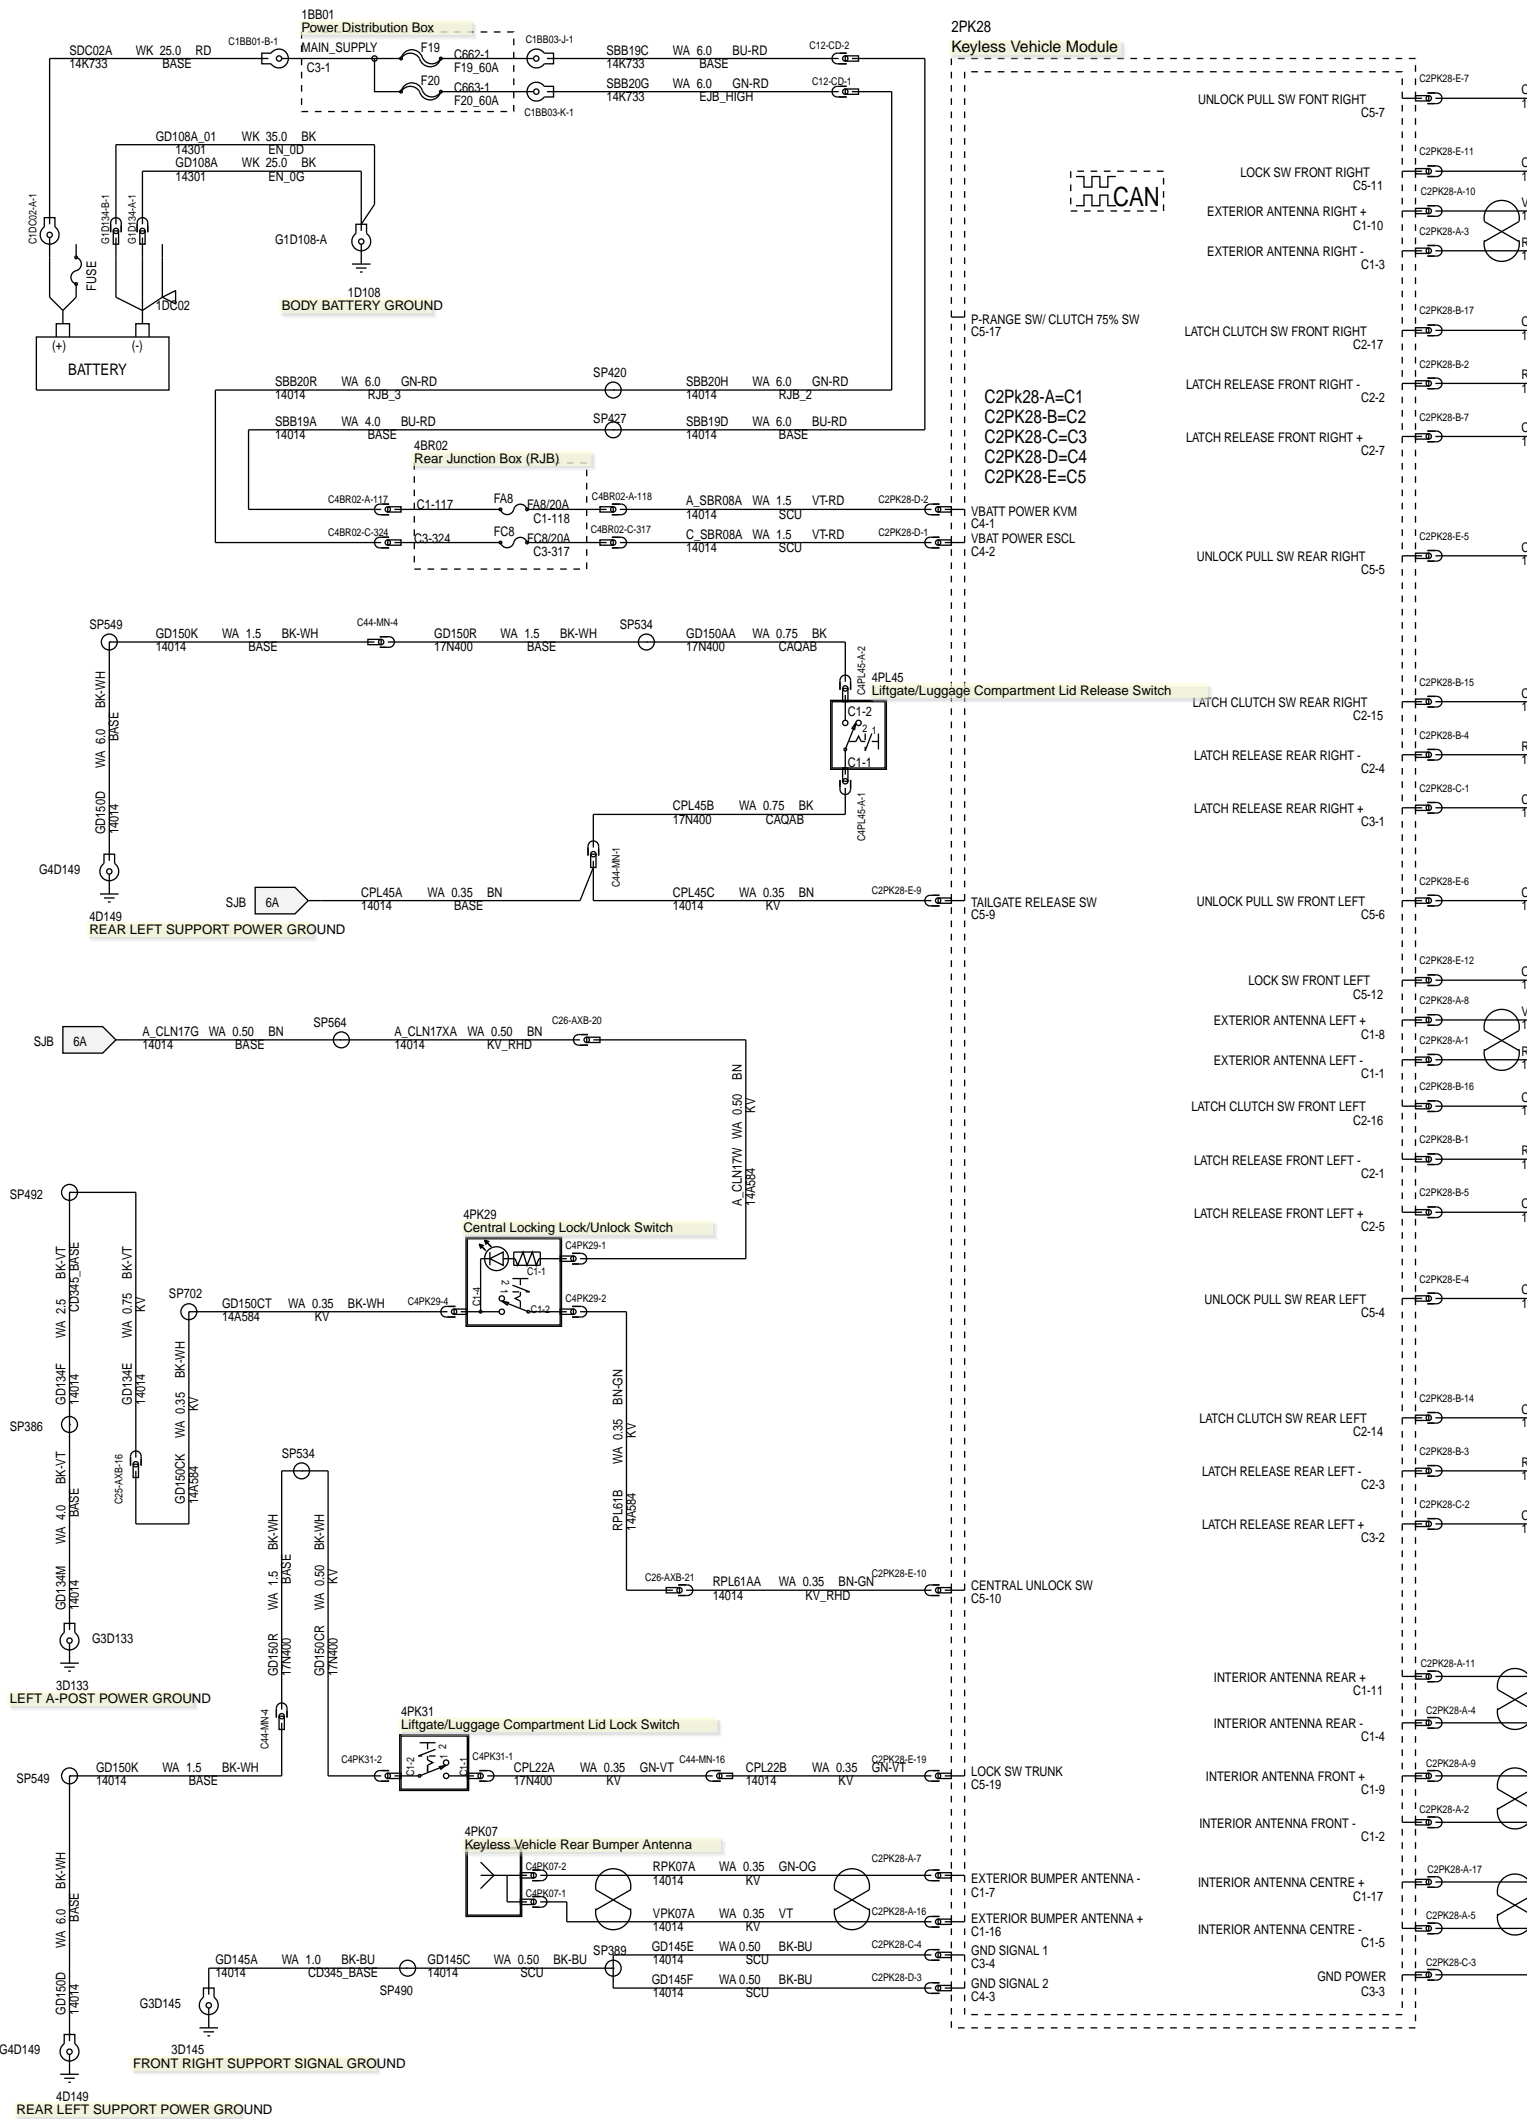 1BB01
Power Distribution Box
SDC02A WK 25.0 RD
14K733 BASE
C1BB01-B-1
MAIN_SUPPLY
C3-1
F19
C662-1
F19_60A
F20
C663-1
F20_60A
C1BB03-J-1
SBB19C WA 6.0 BU-RD
14K733 BASE
C12-CD-2
SBB20G WA 6.0 GN-RD
14K733 EJB_HIGH
C12-CD-1
C1BB03-K-1
GD108A_01 WK 35.0 BK
14301 EN_0D
GD108A WK 25.0 BK
14301 EN_0G
C1DC02-A-1
G1D134-B-1
G1D134-A-1
FUSE
1DC02
(+)
(-)
BATTERY
G1D108-A
1D108
BODY BATTERY GROUND
SBB20R WA 6.0 GN-RD
14014 RJB_3
SP420
SBB20H WA 6.0 GN-RD
14014 RJB_2
SBB19A WA 4.0 BU-RD
14014 BASE
SP427
SBB19D WA 6.0 BU-RD
14014 BASE
4BR02
Rear Junction Box (RJB)
C4BR02-A-117
C1-117
FA8
FA8/20A
C1-118
C4BR02-A-118
A_SBR08A WA 1.5 VT-RD
14014 SCU
C2PK28-D-2
C4BR02-C-324
C3-324
FC8
FC8/20A
C3-317
C4BR02-C-317
C_SBR08A WA 1.5 VT-RD
14014 SCU
C2PK28-D-1
SP549
GD150K WA 1.5 BK-WH
14014 BASE
C44-MN-4
GD150R WA 1.5 BK-WH
17N400 BASE
SP534
GD150AA WA 0.75 BK
17N400 CAQAB
C4PL45-A-2
4PL45
Liftgate/Luggage Compartment Lid Release Switch
C1-2
2 1
C1-1
C4PL45-A-1
GD150D WA 6.0 BK-WH
14014 BASE
G4D149
4D149
REAR LEFT SUPPORT POWER GROUND
CPL45B WA 0.75 BK
17N400 CAQAB
C44-MN-1
SJB 6A
CPL45A WA 0.35 BN
14014 BASE
CPL45C WA 0.35 BN
14014 KV
C2PK28-E-9
SJB 6A
A_CLN17G WA 0.50 BN
14014 BASE
SP564
A_CLN17XA WA 0.50 BN
14014 KV_RHD
C26-AXB-20
A_CLN17W WA 0.50 BN
14A584 KV
SP492
GD134F WA 2.5 BK-VT
14014 CD345_BASE
GD134E WA 0.75 BK-VT
14014 KV
SP386
GD134M WA 4.0 BK-VT
14014 BASE
C25-AXB-16
GD150CK WA 0.35 BK-WH
14A584 KV
SP702
GD150CT WA 0.35 BK-WH
14A584 KV
C4PK29-4
4PK29
Central Locking Lock/Unlock Switch
C1-4
C1-1
2 1
C1-2
C4PK29-1
C4PK29-2
RPL61B WA 0.35 BN-GN
14A584 KV
C26-AXB-21
RPL61AA WA 0.35 BN-GN
14014 KV_RHD
C2PK28-E-10
G3D133
3D133
LEFT A-POST POWER GROUND
SP534
GD150R WA 1.5 BK-WH
17N400 BASE
GD150CR WA 0.50 BK-WH
17N400 KV
C44-MN-4
SP549
GD150K WA 1.5 BK-WH
14014 BASE
4PK31
Liftgate/Luggage Compartment Lid Lock Switch
C4PK31-2
C1-2
1 2
C1-1
C4PK31-1
CPL22A WA 0.35 GN-VT
17N400 KV
C44-MN-16
CPL22B WA 0.35 GN-VT
14014 KV
C2PK28-E-19
4PK07
Keyless Vehicle Rear Bumper Antenna
C4PK07-2
C4PK07-1
RPK07A WA 0.35 GN-OG
14014 KV
C2PK28-A-7
VPK07A WA 0.35 VT
14014 KV
C2PK28-A-16
GD150D WA 6.0 BK-WH
14014 BASE
G4D149
4D149
REAR LEFT SUPPORT POWER GROUND
GD145A WA 1.0 BK-BU
14014 CD345_BASE
SP490
GD145C WA 0.50 BK-BU
14014 SCU
SP389
GD145E WA 0.50 BK-BU
14014 SCU
C2PK28-C-4
GD145F WA 0.50 BK-BU
14014 SCU
C2PK28-D-3
G3D145
3D145
FRONT RIGHT SUPPORT SIGNAL GROUND
2PK28
Keyless Vehicle Module
CAN
P-RANGE SW/ CLUTCH 75% SW
C5-17
C2Pk28-A=C1
C2PK28-B=C2
C2PK28-C=C3
C2PK28-D=C4
C2PK28-E=C5
VBATT POWER KVM
C4-1
VBAT POWER ESCL
C4-2
TAILGATE RELEASE SW
C5-9
CENTRAL UNLOCK SW
C5-10
LOCK SW TRUNK
C5-19
EXTERIOR BUMPER ANTENNA -
C1-7
EXTERIOR BUMPER ANTENNA +
C1-16
GND SIGNAL 1
C3-4
GND SIGNAL 2
C4-3
UNLOCK PULL SW FONT RIGHT
C5-7
C2PK28-E-7
LOCK SW FRONT RIGHT
C5-11
C2PK28-E-11
EXTERIOR ANTENNA RIGHT +
C1-10
C2PK28-A-10
EXTERIOR ANTENNA RIGHT -
C1-3
C2PK28-A-3
LATCH CLUTCH SW FRONT RIGHT
C2-17
C2PK28-B-17
LATCH RELEASE FRONT RIGHT -
C2-2
C2PK28-B-2
LATCH RELEASE FRONT RIGHT +
C2-7
C2PK28-B-7
UNLOCK PULL SW REAR RIGHT
C5-5
C2PK28-E-5
LATCH CLUTCH SW REAR RIGHT
C2-15
C2PK28-B-15
LATCH RELEASE REAR RIGHT -
C2-4
C2PK28-B-4
LATCH RELEASE REAR RIGHT +
C3-1
C2PK28-C-1
UNLOCK PULL SW FRONT LEFT
C5-6
C2PK28-E-6
LOCK SW FRONT LEFT
C5-12
C2PK28-E-12
EXTERIOR ANTENNA LEFT +
C1-8
C2PK28-A-8
EXTERIOR ANTENNA LEFT -
C1-1
C2PK28-A-1
LATCH CLUTCH SW FRONT LEFT
C2-16
C2PK28-B-16
LATCH RELEASE FRONT LEFT -
C2-1
C2PK28-B-1
LATCH RELEASE FRONT LEFT +
C2-5
C2PK28-B-5
UNLOCK PULL SW REAR LEFT
C5-4
C2PK28-E-4
LATCH CLUTCH SW REAR LEFT
C2-14
C2PK28-B-14
LATCH RELEASE REAR LEFT -
C2-3
C2PK28-B-3
LATCH RELEASE REAR LEFT +
C3-2
C2PK28-C-2
INTERIOR ANTENNA REAR +
C1-11
C2PK28-A-11
INTERIOR ANTENNA REAR -
C1-4
C2PK28-A-4
INTERIOR ANTENNA FRONT +
C1-9
C2PK28-A-9
INTERIOR ANTENNA FRONT -
C1-2
C2PK28-A-2
INTERIOR ANTENNA CENTRE +
C1-17
C2PK28-A-17
INTERIOR ANTENNA CENTRE -
C1-5
C2PK28-A-5
GND POWER
C3-3
C2PK28-C-3